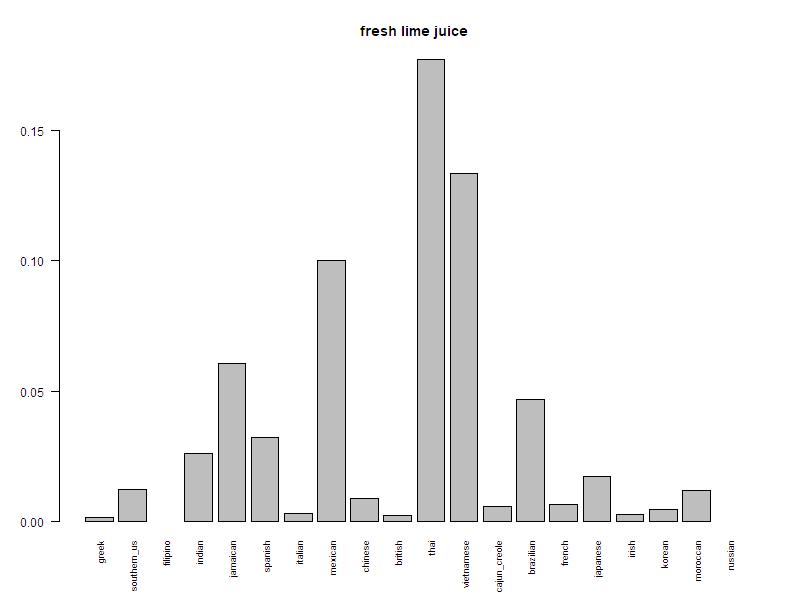 fresh lime juice
0.15
0.10
0.05
0.00
greek
southern_us
filipino
indian
jamaican
spanish
italian
mexican
chinese
british
thai
vietnamese
cajun_creole
brazilian
french
japanese
irish
korean
moroccan
russian